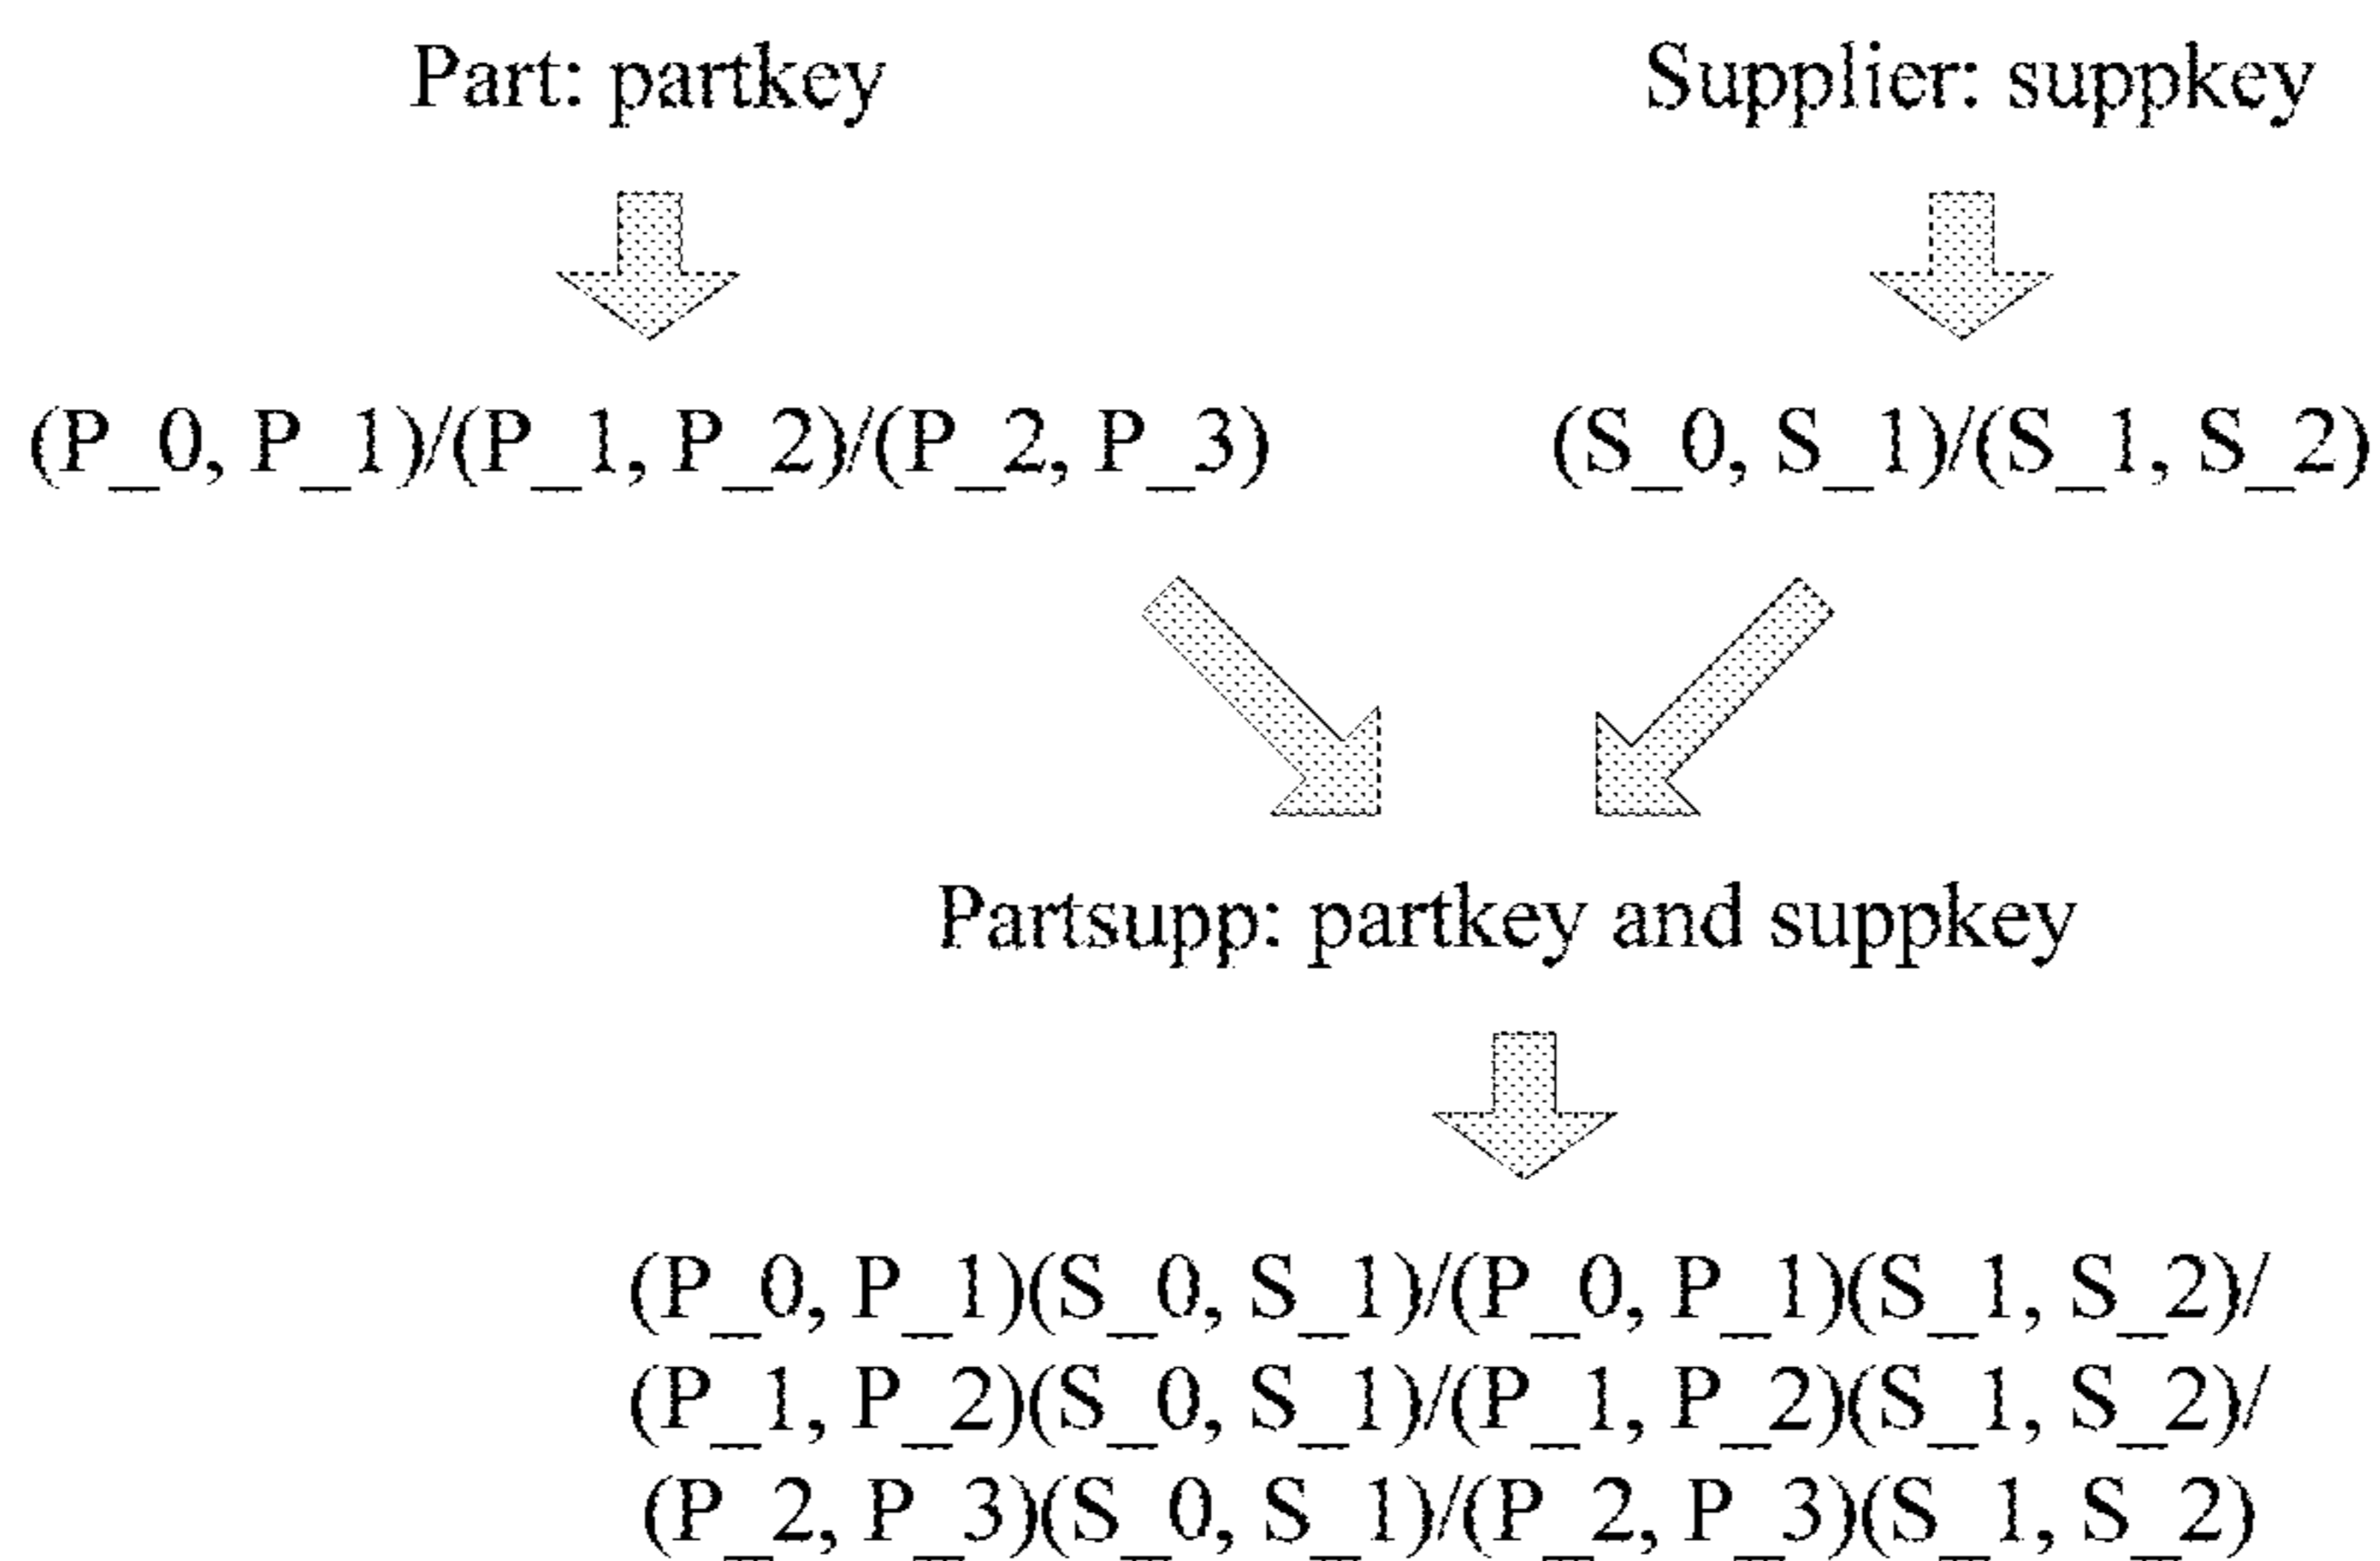 Part: partkey
Supplier: suppkey
(P_0, P_1)/(P_1, P_2)/(P_2, P_3)
(S_0, S_1)/(S_1, S_2)
Partsupp: partkey and suppkey
(P_0, P_1)(S_0, S_1)/(P_0, P_1)(S_1, S_2)/
(P_1, P_2)(S_0, S_1)/(P_1, P_2)(S_1, S_2)/
(P_2, P_3)(S_0, S_1)/(P_2, P_3)(S_1, S_2)